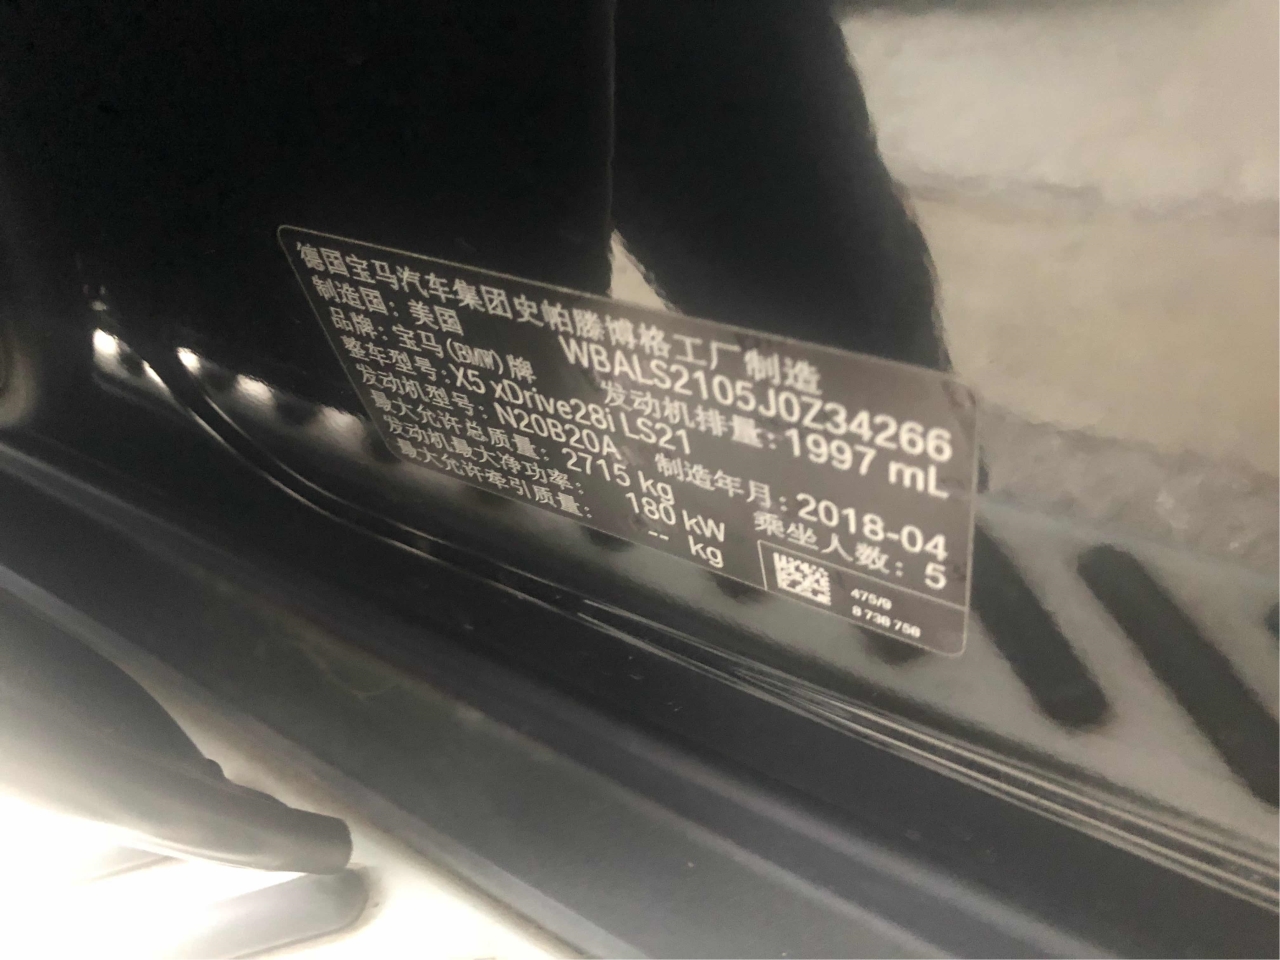 德国宝马汽车集团史帕滕博格工厂制造
制造国：美国 WBALS2105J0Z34266
品牌：宝马(BMW)牌 发动机排量：1997 mL
整车型号：X5 xDrive28i LS21
发动机型号：N20B20A 制造年月：2018-04
最大允许总质量：2715 kg 乘坐人数：5
发动机最大净功率：180 kW
最大允许牵引质量：-- kg
475/9
8 738 758